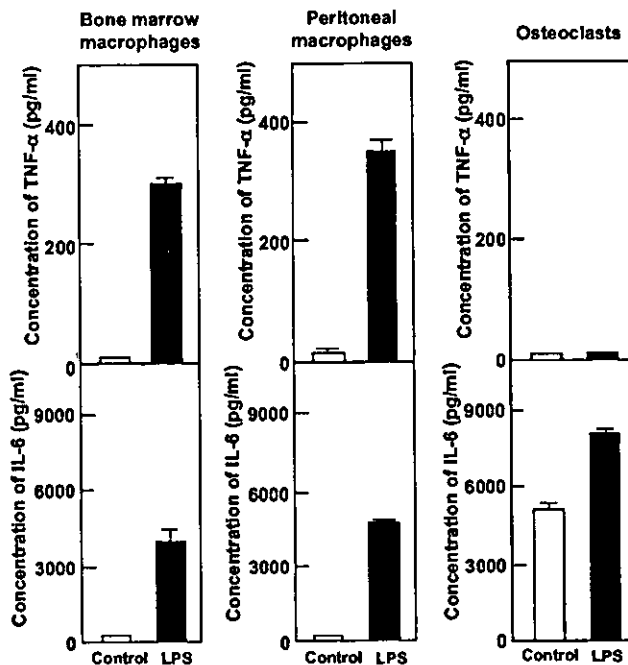 Bone marrow
macrophages
Peritoneal
macrophages
Osteoclasts
Concentration of TNF-α (pg/ml)
400
200
0
Concentration of TNF-α (pg/ml)
400
200
0
Concentration of TNF-α (pg/ml)
400
200
0
Concentration of IL-6 (pg/ml)
9000
6000
3000
0
Concentration of IL-6 (pg/ml)
9000
6000
3000
0
Concentration of IL-6 (pg/ml)
9000
6000
3000
0
Control LPS
Control LPS
Control LPS